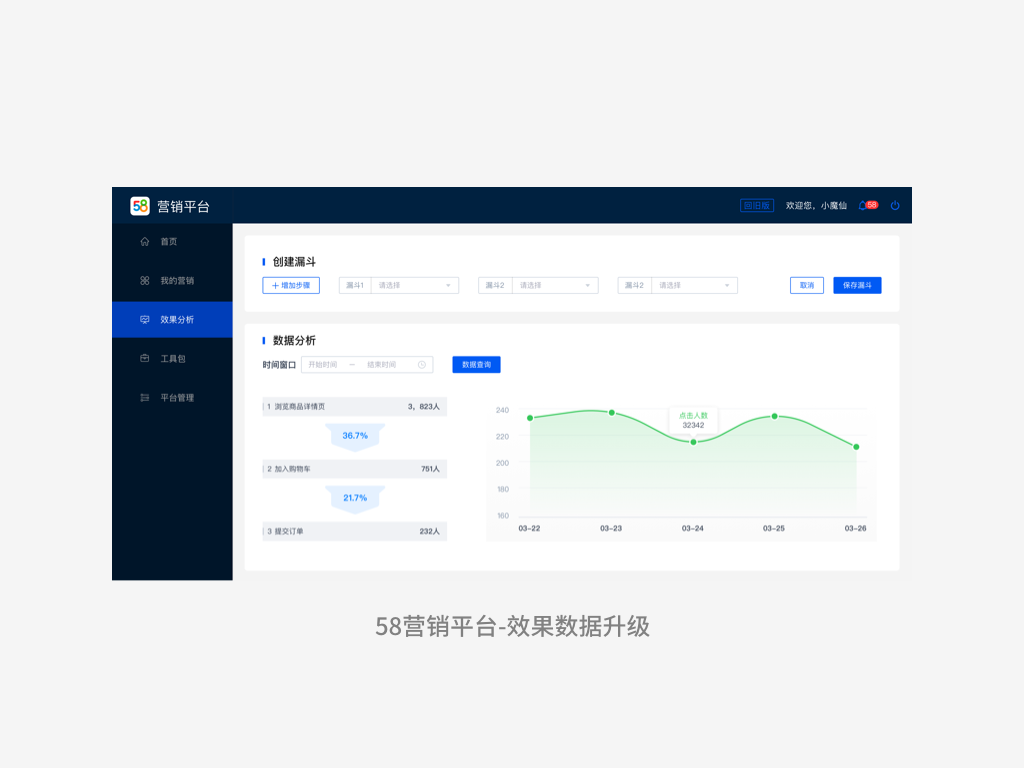 58 营销平台
回旧版 欢迎您，小魔仙 58
首页
我的营销
效果分析
工具包
平台管理
创建漏斗
+ 增加步骤 漏斗1 请选择 漏斗2 请选择 漏斗2 请选择 取消 保存漏斗
数据分析
时间窗口 开始时间 — 结束时间 数据查询
1 浏览商品详情页 3，823人
36.7%
2 加入购物车 751人
21.7%
3 提交订单 232人
240
220
200
180
160
点击人数
32342
03-22 03-23 03-24 03-25 03-26
58营销平台-效果数据升级